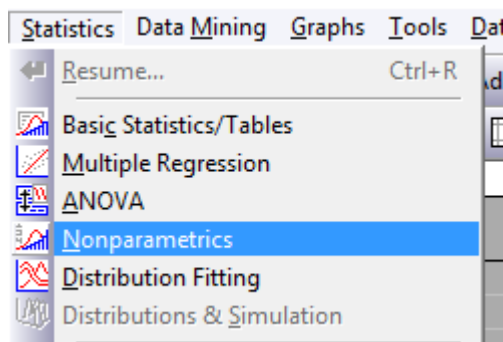 Statistics Data Mining Graphs Tools Dat
Resume... Ctrl+R
Basic Statistics/Tables
Multiple Regression
ANOVA
Nonparametrics
Distribution Fitting
Distributions & Simulation